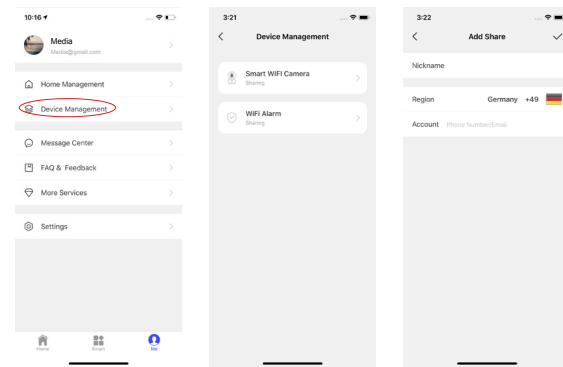 10:16
Media
Media@gmail.com
Home Management
Device Management
Message Center
FAQ & Feedback
More Services
Settings
Home
Smart
Me
3:21
Device Management
Smart WIFI Camera
Sharing
WiFi Alarm
Sharing
3:22
Add Share
Nickname
Region Germany +49
Account Phone Number/Email